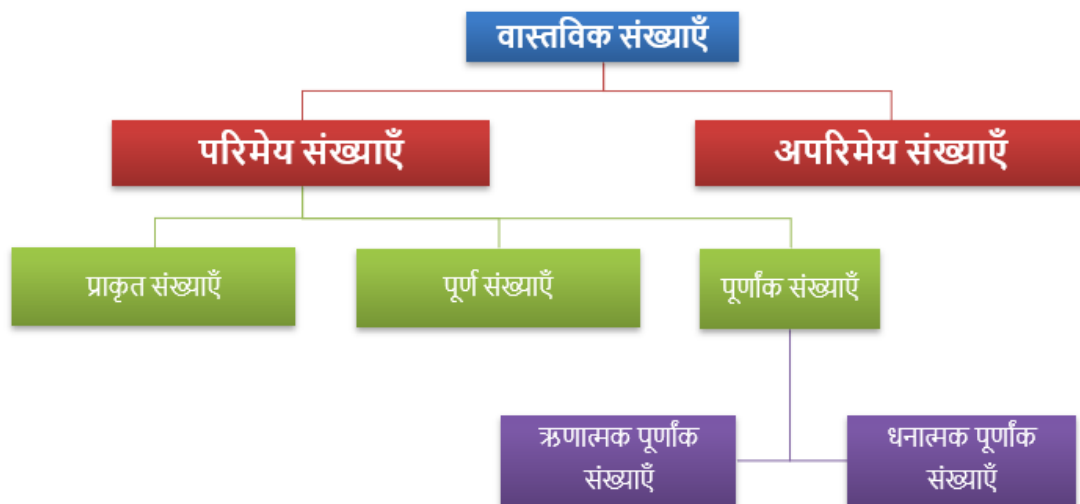 वास्तविक संख्याएँ
परिमेय संख्याएँ
अपरिमेय संख्याएँ
प्राकृत संख्याएँ
पूर्ण संख्याएँ
पूर्णांक संख्याएँ
ऋणात्मक पूर्णांक
संख्याएँ
धनात्मक पूर्णांक
संख्याएँ